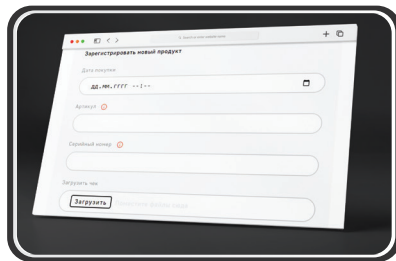 Зарегистрировать новый продукт
Дата покупки
дд.мм.гггг --:--
Артикул
Серийный номер
Загрузить чек
Загрузить